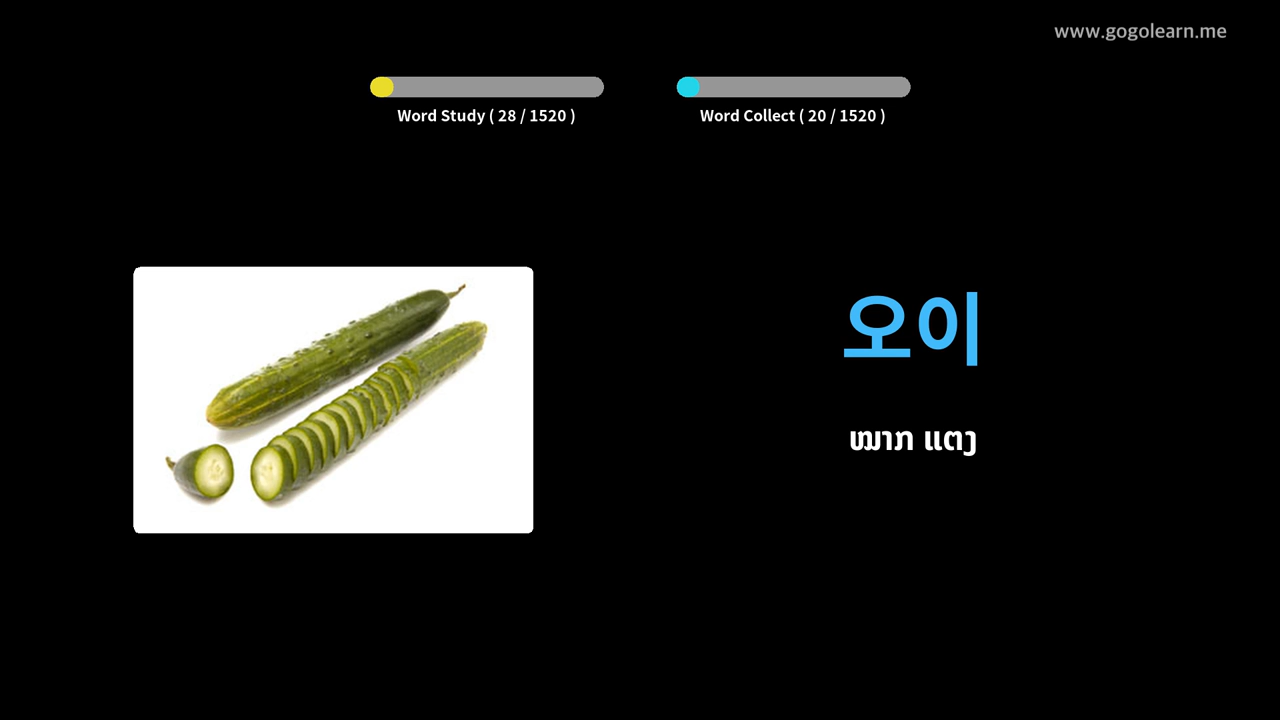 www.gogolearn.me
Word Study ( 28 / 1520 )
Word Collect ( 20 / 1520 )
오이
ໝາກ ແຕງ